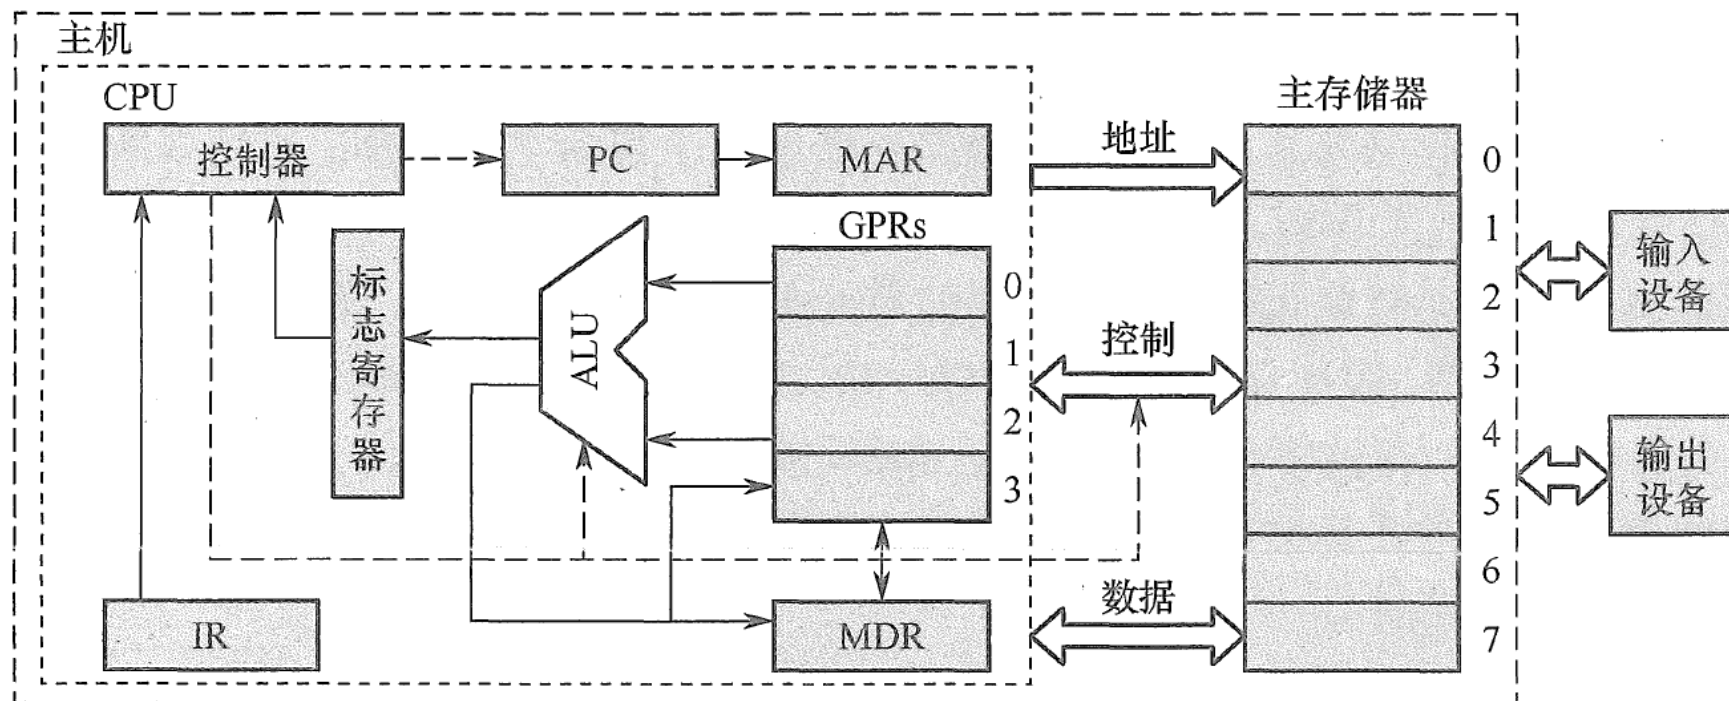 主机
CPU
控制器
PC
MAR
地址
主存储器
标志寄存器
ALU
GPRs
0
1
2
3
控制
数据
0
1
2
3
4
5
6
7
输入
设备
输出
设备
IR
MDR